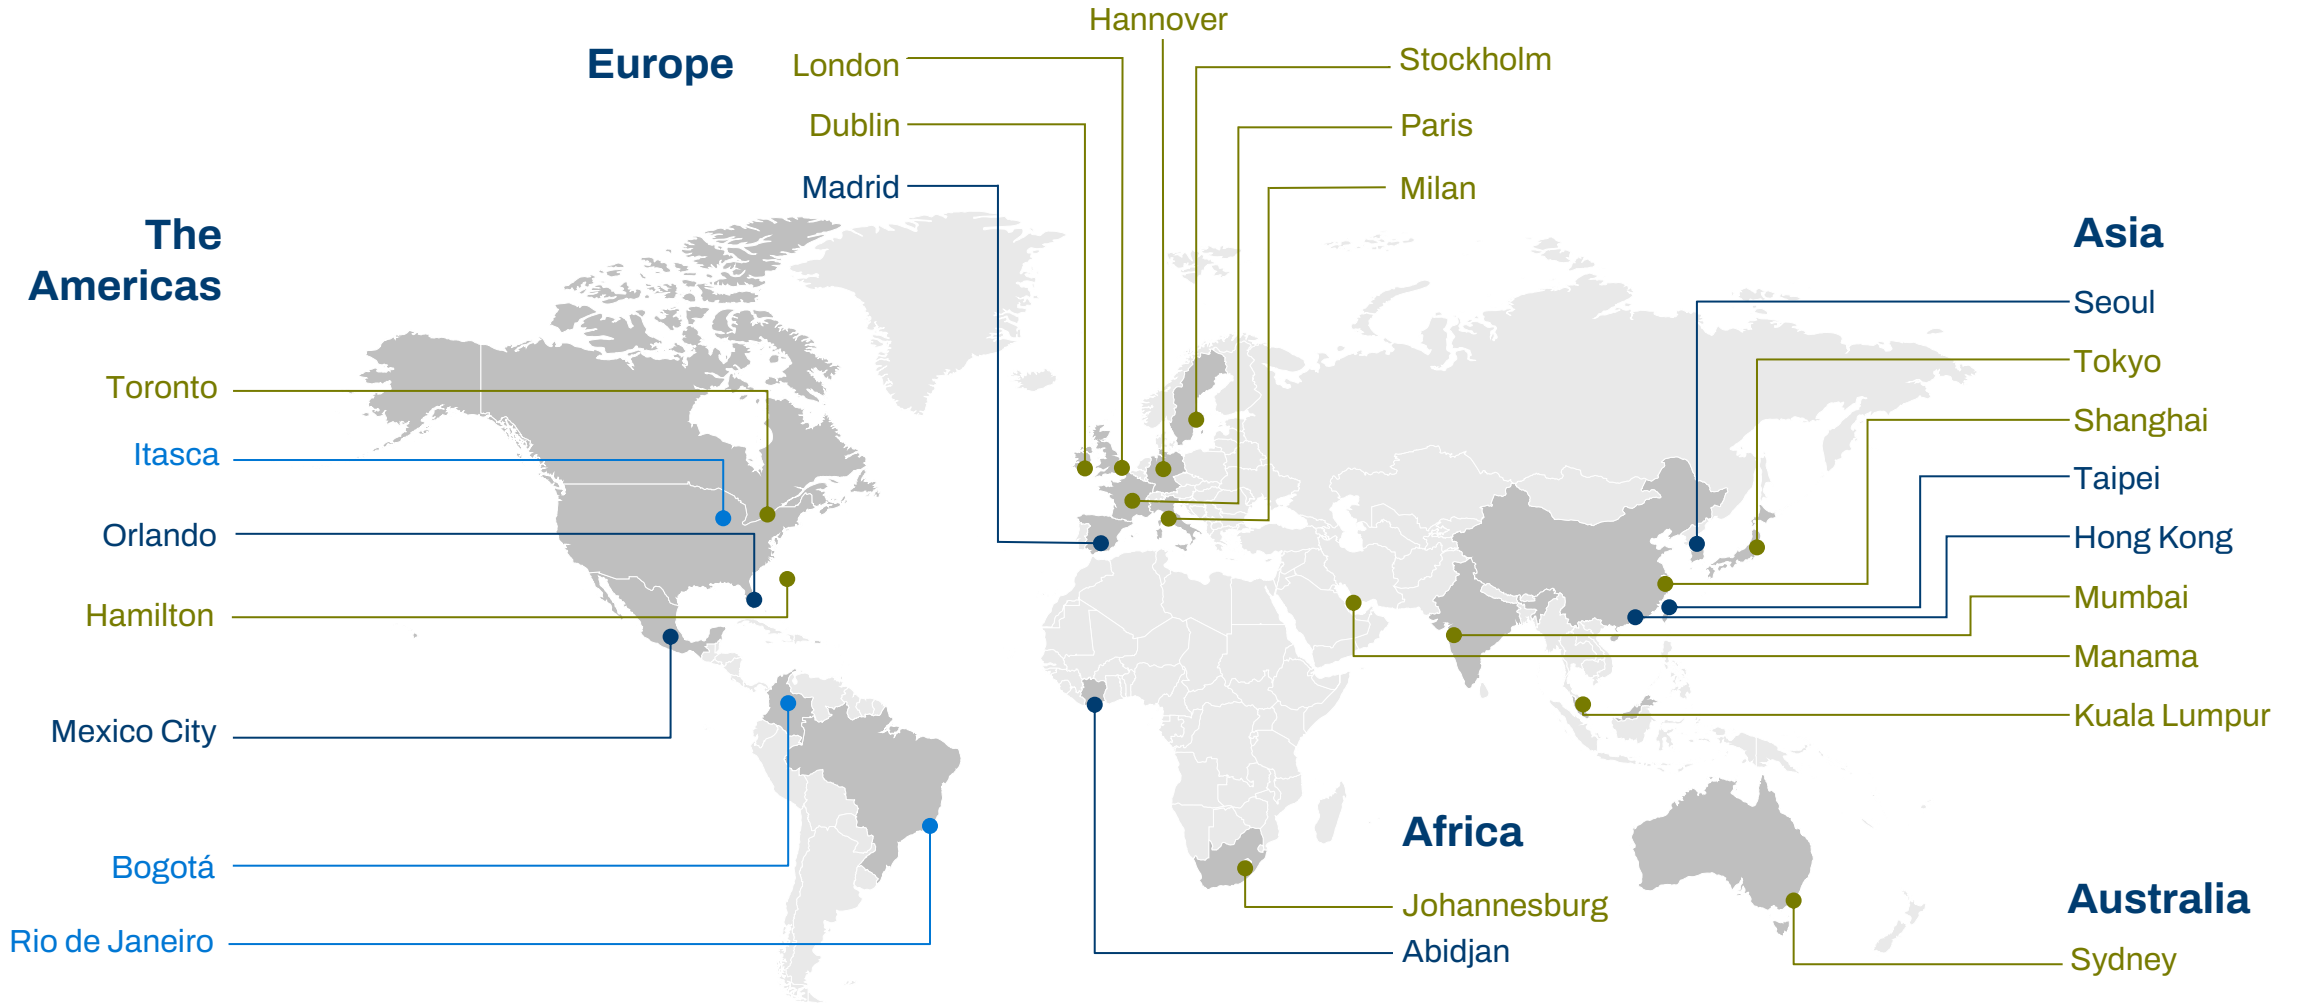 Europe
Hannover
London
Dublin
Madrid
Stockholm
Paris
Milan
The
Americas
Toronto
Itasca
Orlando
Hamilton
Mexico City
Bogotá
Rio de Janeiro
Asia
Seoul
Tokyo
Shanghai
Taipei
Hong Kong
Mumbai
Manama
Kuala Lumpur
Africa
Johannesburg
Abidjan
Australia
Sydney